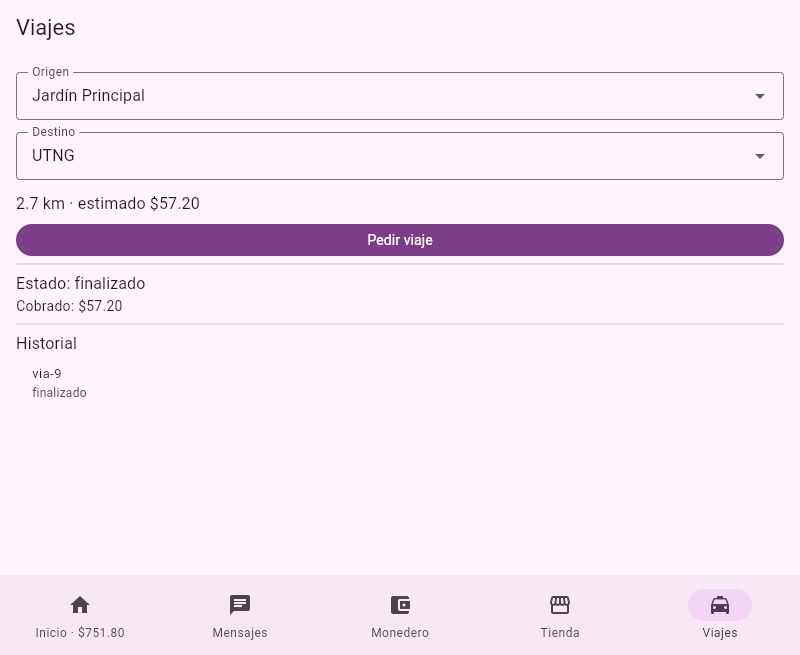 Viajes
Origen
Jardín Principal
Destino
UTNG
2.7 km · estimado $57.20
Pedir viaje
Estado: finalizado
Cobrado: $57.20
Historial
via-9
finalizado
Inicio · $751.80
Mensajes
Monedero
Tienda
Viajes